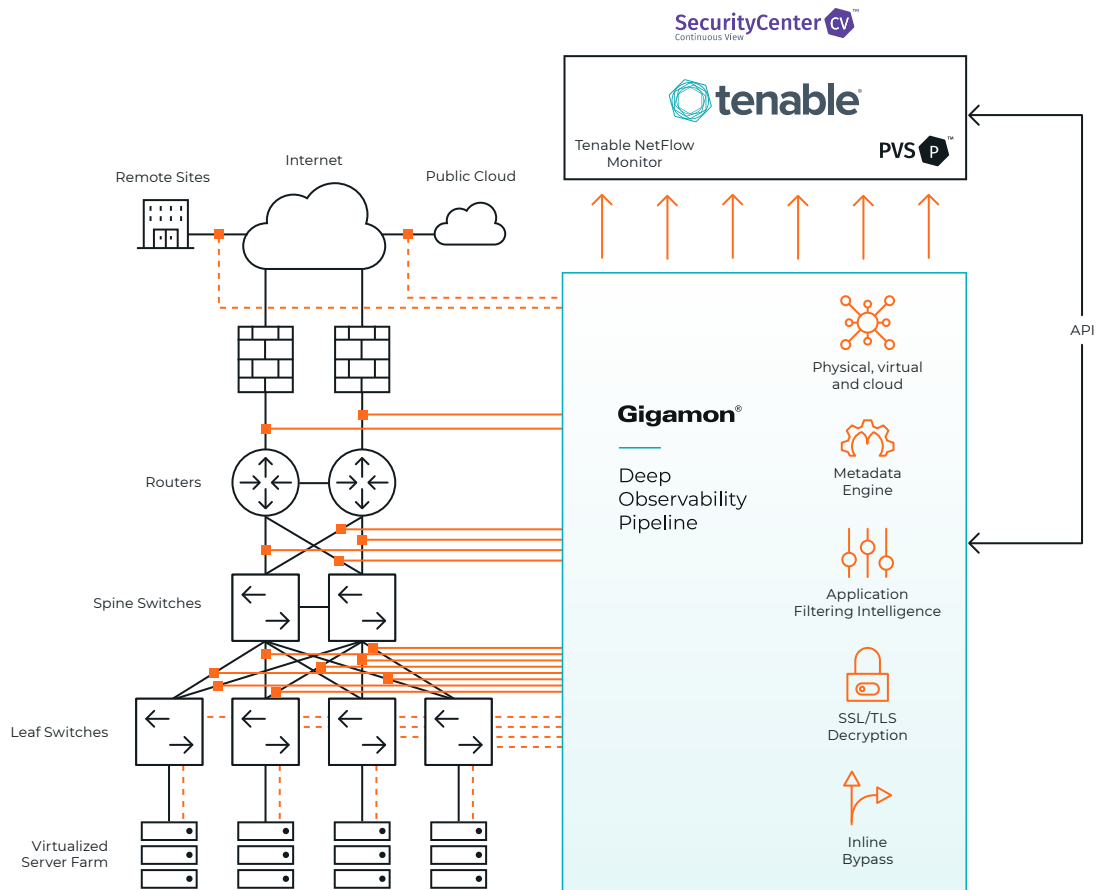 SecurityCenter CV™
Continuous View
tenable®
Tenable NetFlow
Monitor
PVS P™
Internet
Remote Sites
Public Cloud
API
Physical, virtual
and cloud
Gigamon®
Deep
Observability
Pipeline
Metadata
Engine
Routers
Application
Filtering Intelligence
Spine Switches
SSL/TLS
Decryption
Leaf Switches
Inline
Bypass
Virtualized
Server Farm